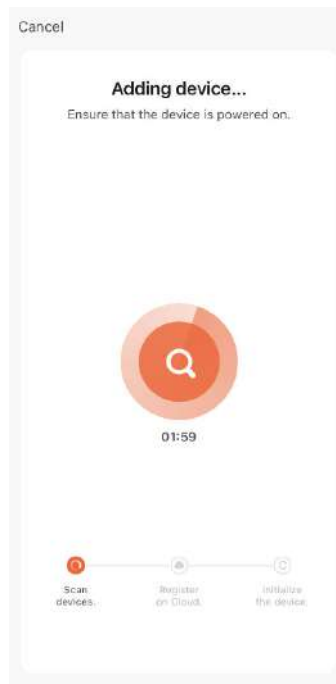 Cancel
Adding device...
Ensure that the device is powered on.
01:59
Scan
devices.
Register
on Cloud.
Initialize
the device.